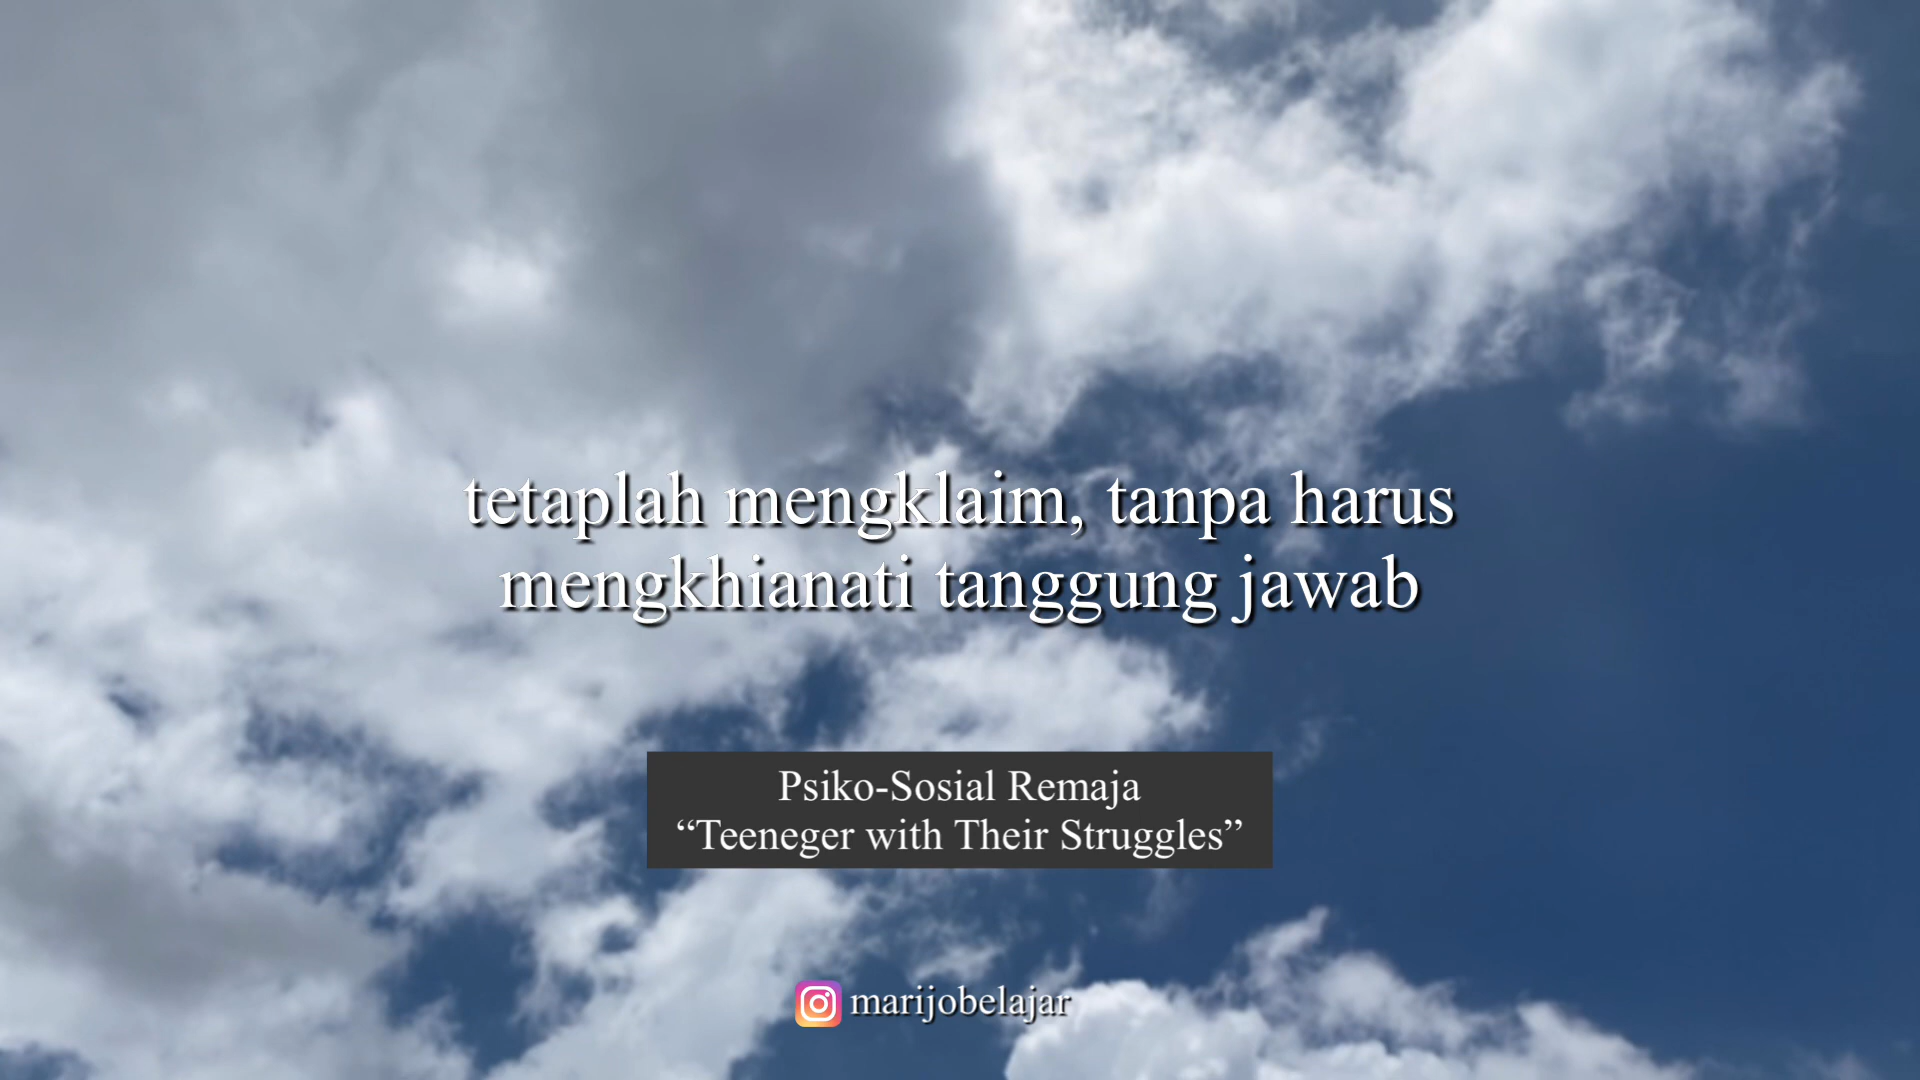 tetaplah mengklaim, tanpa harus
mengkhianati tanggung jawab
Psiko-Sosial Remaja
“Teeneger with Their Struggles”
marijobelajar